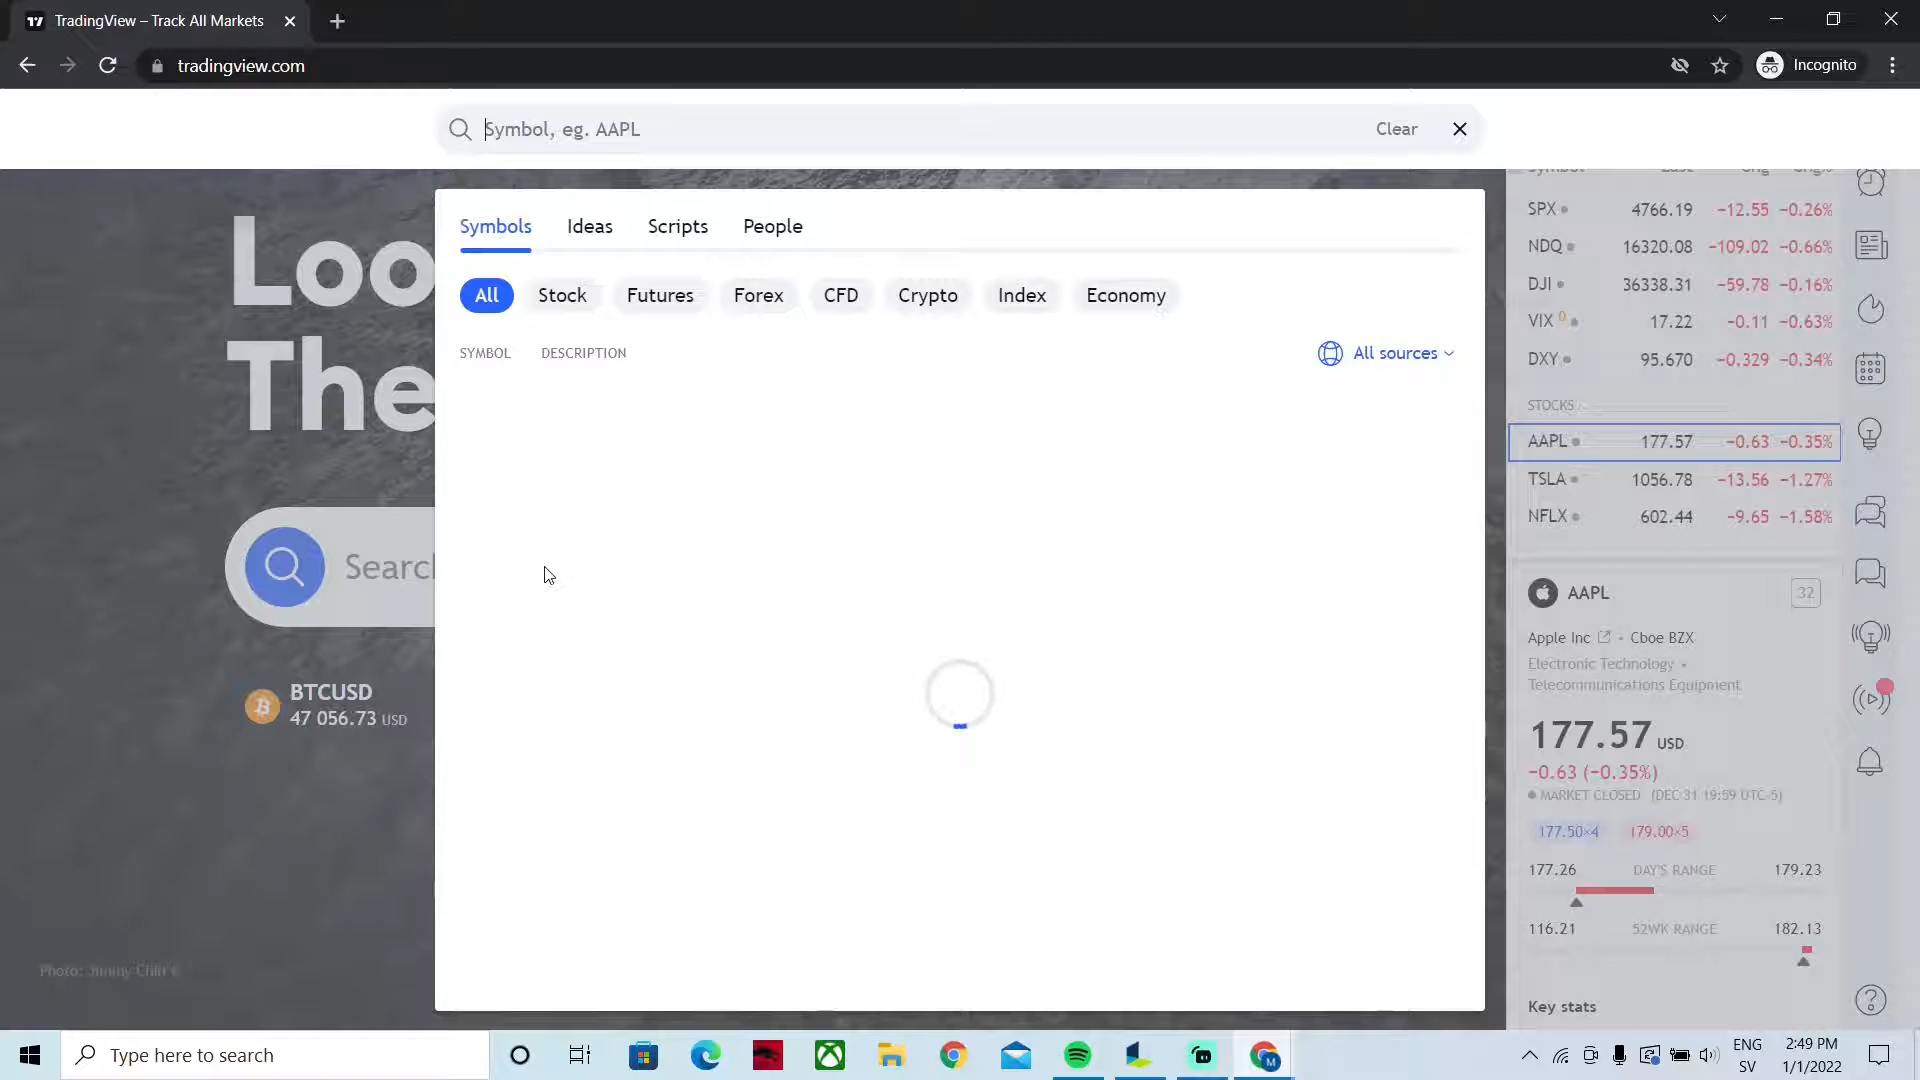 TradingView – Track All Markets
tradingview.com
Incognito
Symbol, eg. AAPL
Clear
Symbols Ideas Scripts People
All Stock Futures Forex CFD Crypto Index Economy
SYMBOL DESCRIPTION
All sources
Loo
The
Search
BTCUSD
47 056.73 USD
Symbol Last Chg Chg%
SPX 4766.19 −12.55 −0.26%
NDQ 16320.08 −109.02 −0.66%
DJI 36338.31 −59.78 −0.16%
VIX D 17.22 −0.11 −0.63%
DXY 95.670 −0.329 −0.34%
STOCKS
AAPL 177.57 −0.63 −0.35%
TSLA 1056.78 −13.56 −1.27%
NFLX 602.44 −9.65 −1.58%
AAPL
32
Apple Inc • Cboe BZX
Electronic Technology •
Telecommunications Equipment
177.57 USD
−0.63 (−0.35%)
MARKET CLOSED (DEC 31 19:59 UTC-5)
177.50×4 179.00×5
177.26 DAY'S RANGE 179.23
116.21 52WK RANGE 182.13
Key stats
Type here to search
M
ENG
SV
2:49 PM
1/1/2022